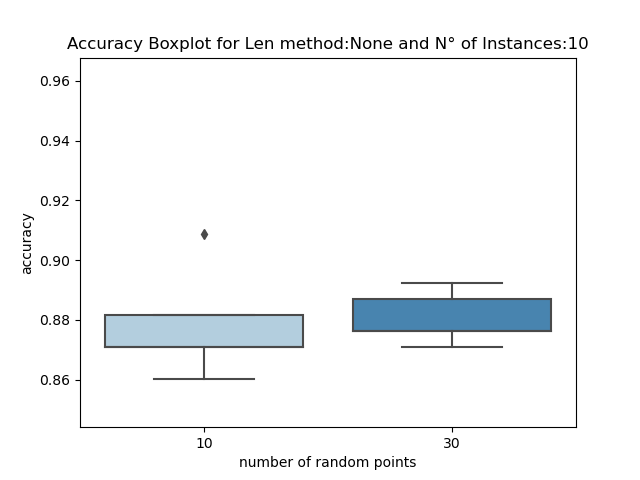 Accuracy Boxplot for Len method:None and N° of Instances:10
0.96
0.94
0.92
0.90
0.88
0.86
accuracy
10 30
number of random points